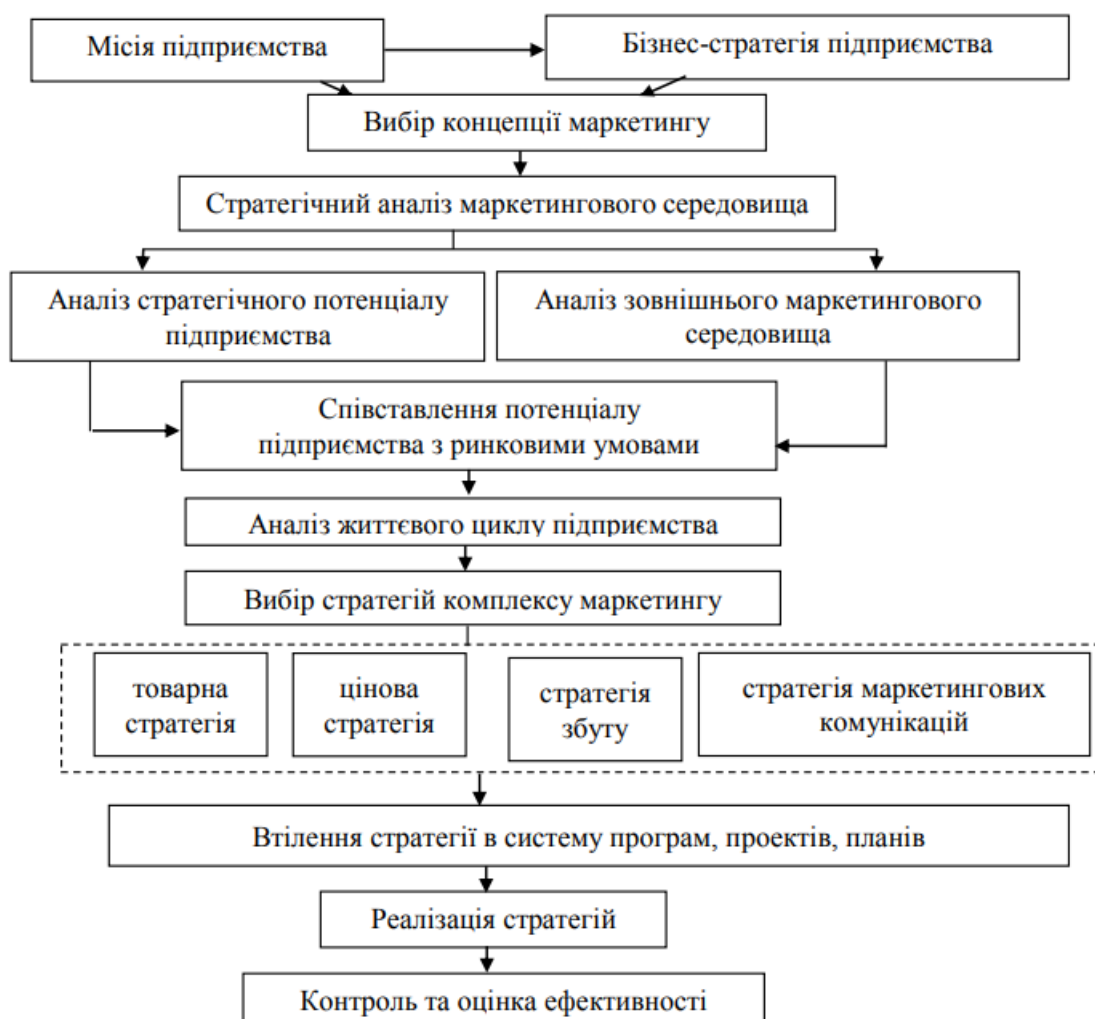 Місія підприємства
Бізнес-стратегія підприємства
Вибір концепції маркетингу
Стратегічний аналіз маркетингового середовища
Аналіз стратегічного потенціалу
підприємства
Аналіз зовнішнього маркетингового
середовища
Співставлення потенціалу
підприємства з ринковими умовами
Аналіз життєвого циклу підприємства
Вибір стратегій комплексу маркетингу
товарна
стратегія
цінова
стратегія
стратегія
збуту
стратегія маркетингових
комунікацій
Втілення стратегії в систему програм, проектів, планів
Реалізація стратегій
Контроль та оцінка ефективності